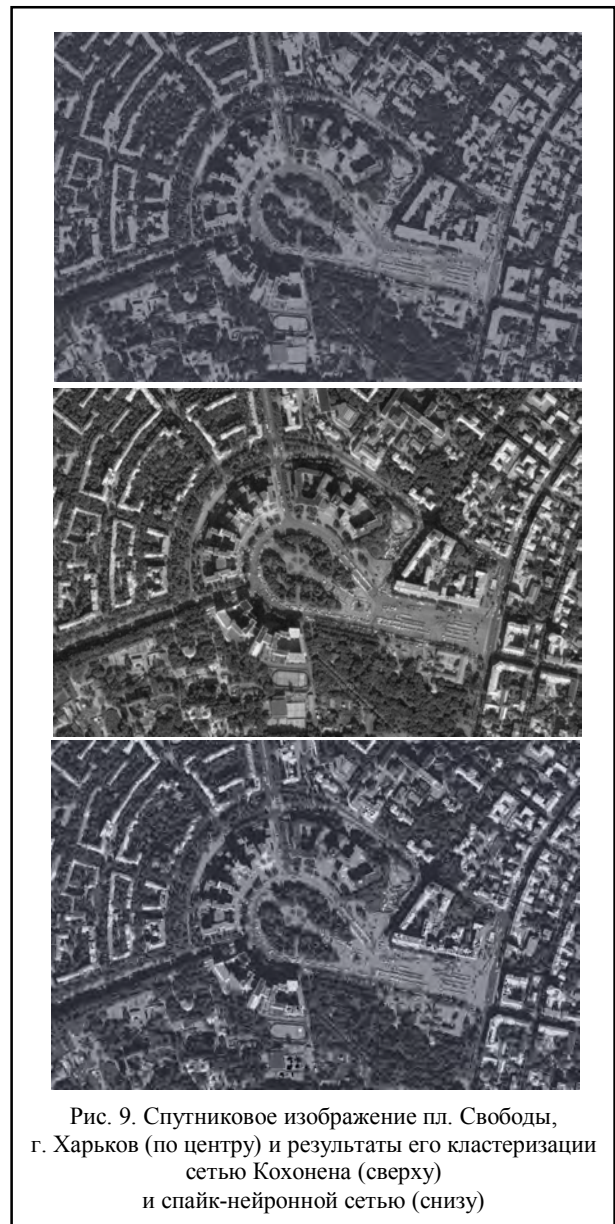 Рис. 9. Спутниковое изображение пл. Свободы,
г. Харьков (по центру) и результаты его кластеризации
сетью Кохонена (сверху)
и спайк-нейронной сетью (снизу)